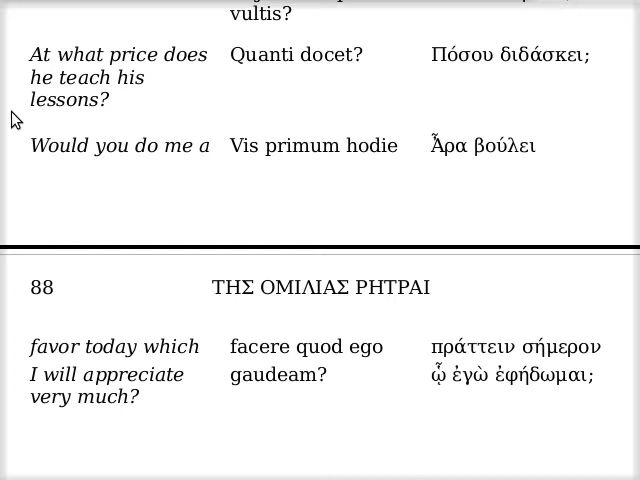 vultis?
At what price does Quanti docet? Πόσου διδάσκει;
he teach his
lessons?
Would you do me a Vis primum hodie Ἆρα βούλει
88 ΤΗΣ ΟΜΙΛΙΑΣ ΡΗΤΡΑΙ
favor today which facere quod ego πράττειν σήμερον
I will appreciate gaudeam? ᾧ ἐγὼ ἐφήδωμαι;
very much?